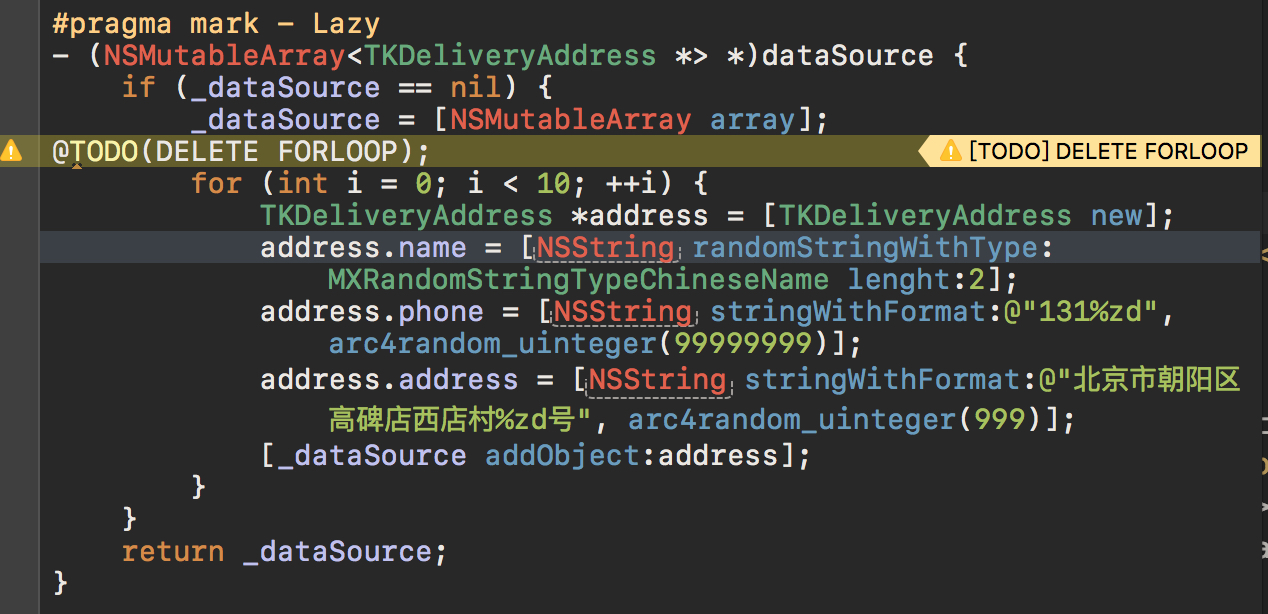 #pragma mark - Lazy
- (NSMutableArray<TKDeliveryAddress *> *)dataSource {
if (_dataSource == nil) {
_dataSource = [NSMutableArray array];
@TODO(DELETE FORLOOP);
[TODO] DELETE FORLOOP
for (int i = 0; i < 10; ++i) {
TKDeliveryAddress *address = [TKDeliveryAddress new];
address.name = [NSString randomStringWithType:
MXRandomStringTypeChineseName lenght:2];
address.phone = [NSString stringWithFormat:@"131%zd",
arc4random_uinteger(99999999)];
address.address = [NSString stringWithFormat:@"北京市朝阳区
高碑店西店村%zd号", arc4random_uinteger(999)];
[_dataSource addObject:address];
}
}
return _dataSource;
}